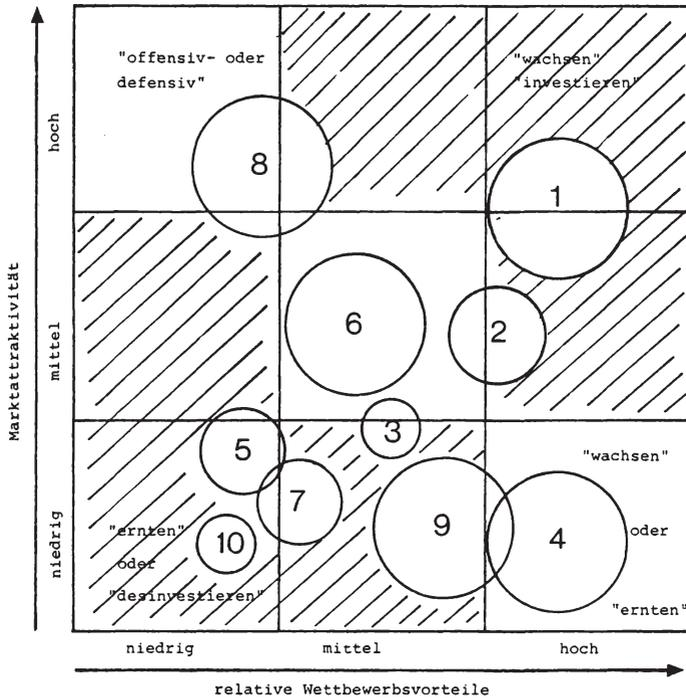 "offensiv- oder
defensiv"
"wachsen"
"investieren"
hoch
8
1
Marktattraktivität
mittel
6
2
3
5
"wachsen"
7
9
4
oder
niedrig
"ernten"
10
oder
"desinvestieren"
"ernten"
niedrig
mittel
hoch
relative Wettbewerbsvorteile